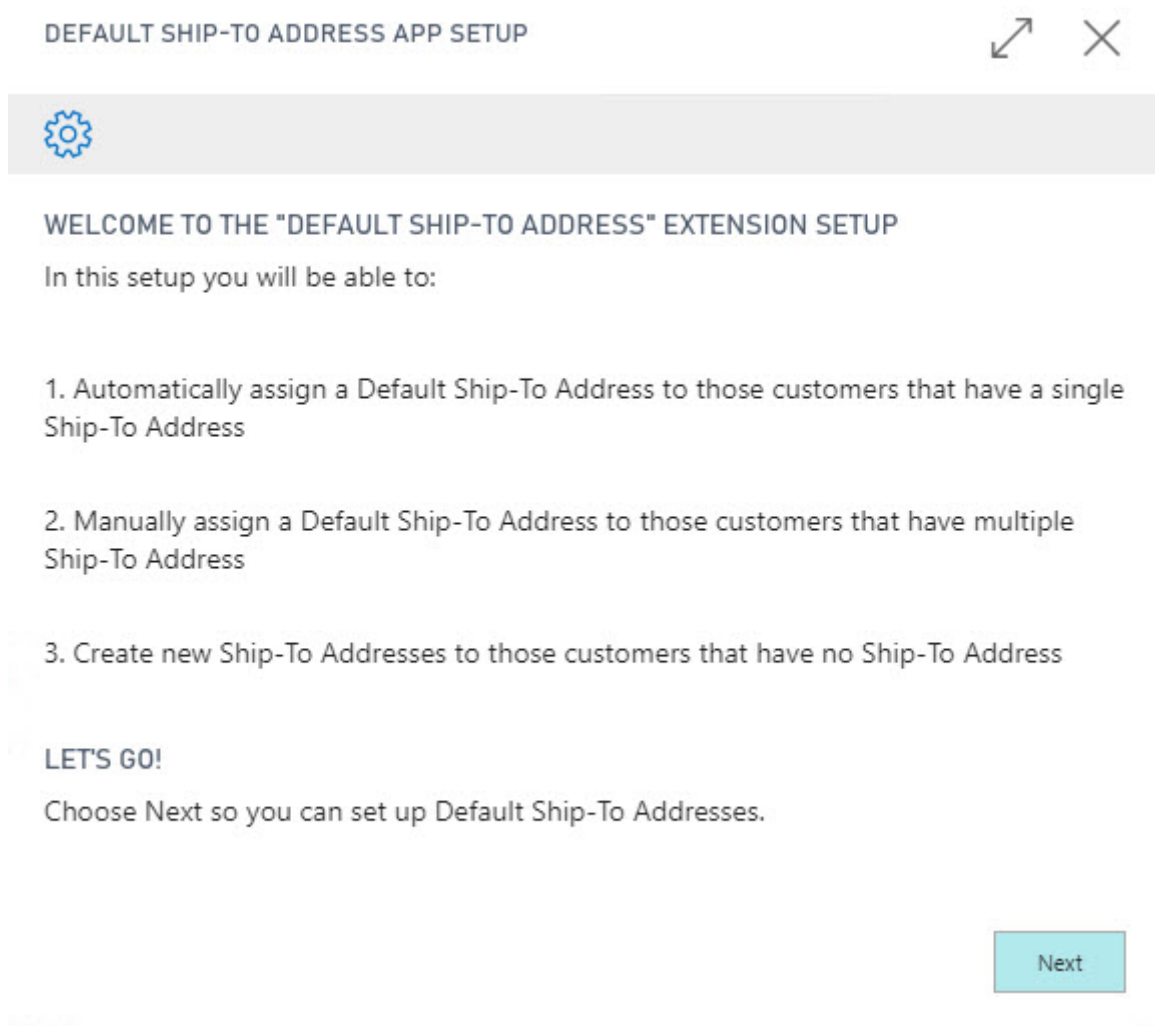 DEFAULT SHIP-TO ADDRESS APP SETUP
WELCOME TO THE "DEFAULT SHIP-TO ADDRESS" EXTENSION SETUP
In this setup you will be able to:
1. Automatically assign a Default Ship-To Address to those customers that have a single
Ship-To Address
2. Manually assign a Default Ship-To Address to those customers that have multiple
Ship-To Address
3. Create new Ship-To Addresses to those customers that have no Ship-To Address
LET'S GO!
Choose Next so you can set up Default Ship-To Addresses.
Next